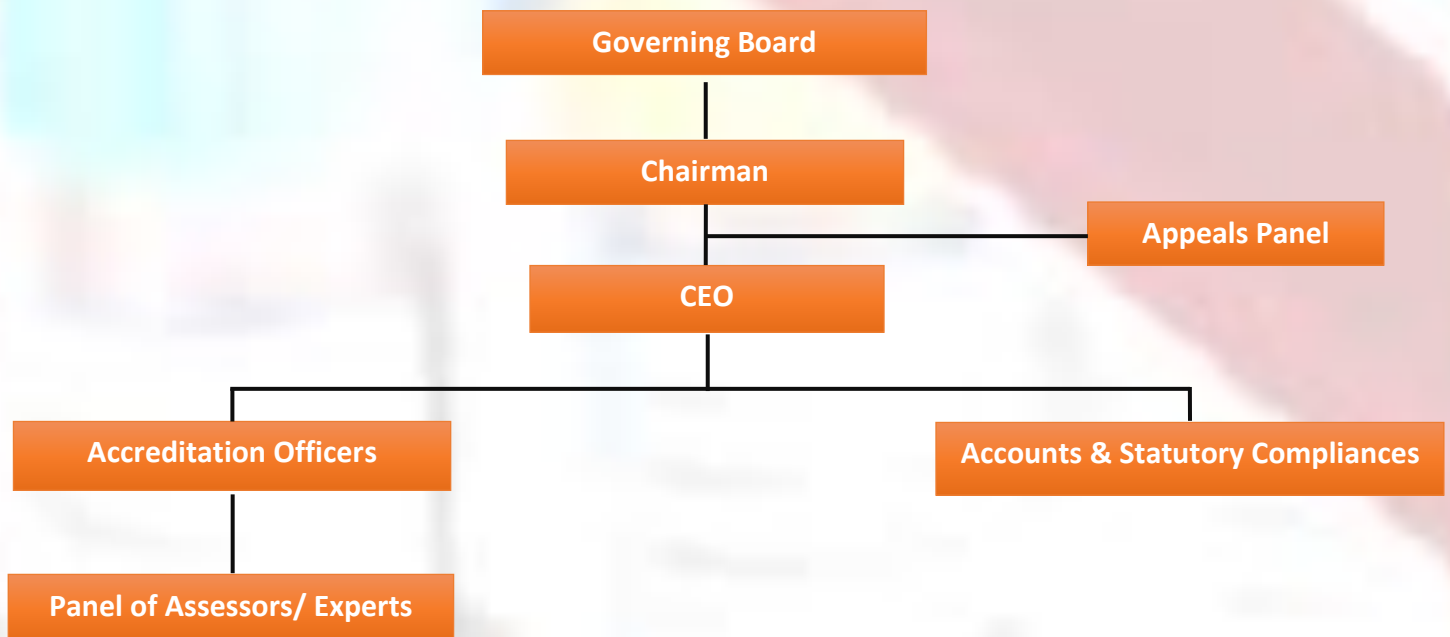 Governing Board
Chairman
Appeals Panel
CEO
Accreditation Officers
Accounts & Statutory Compliances
Panel of Assessors/ Experts